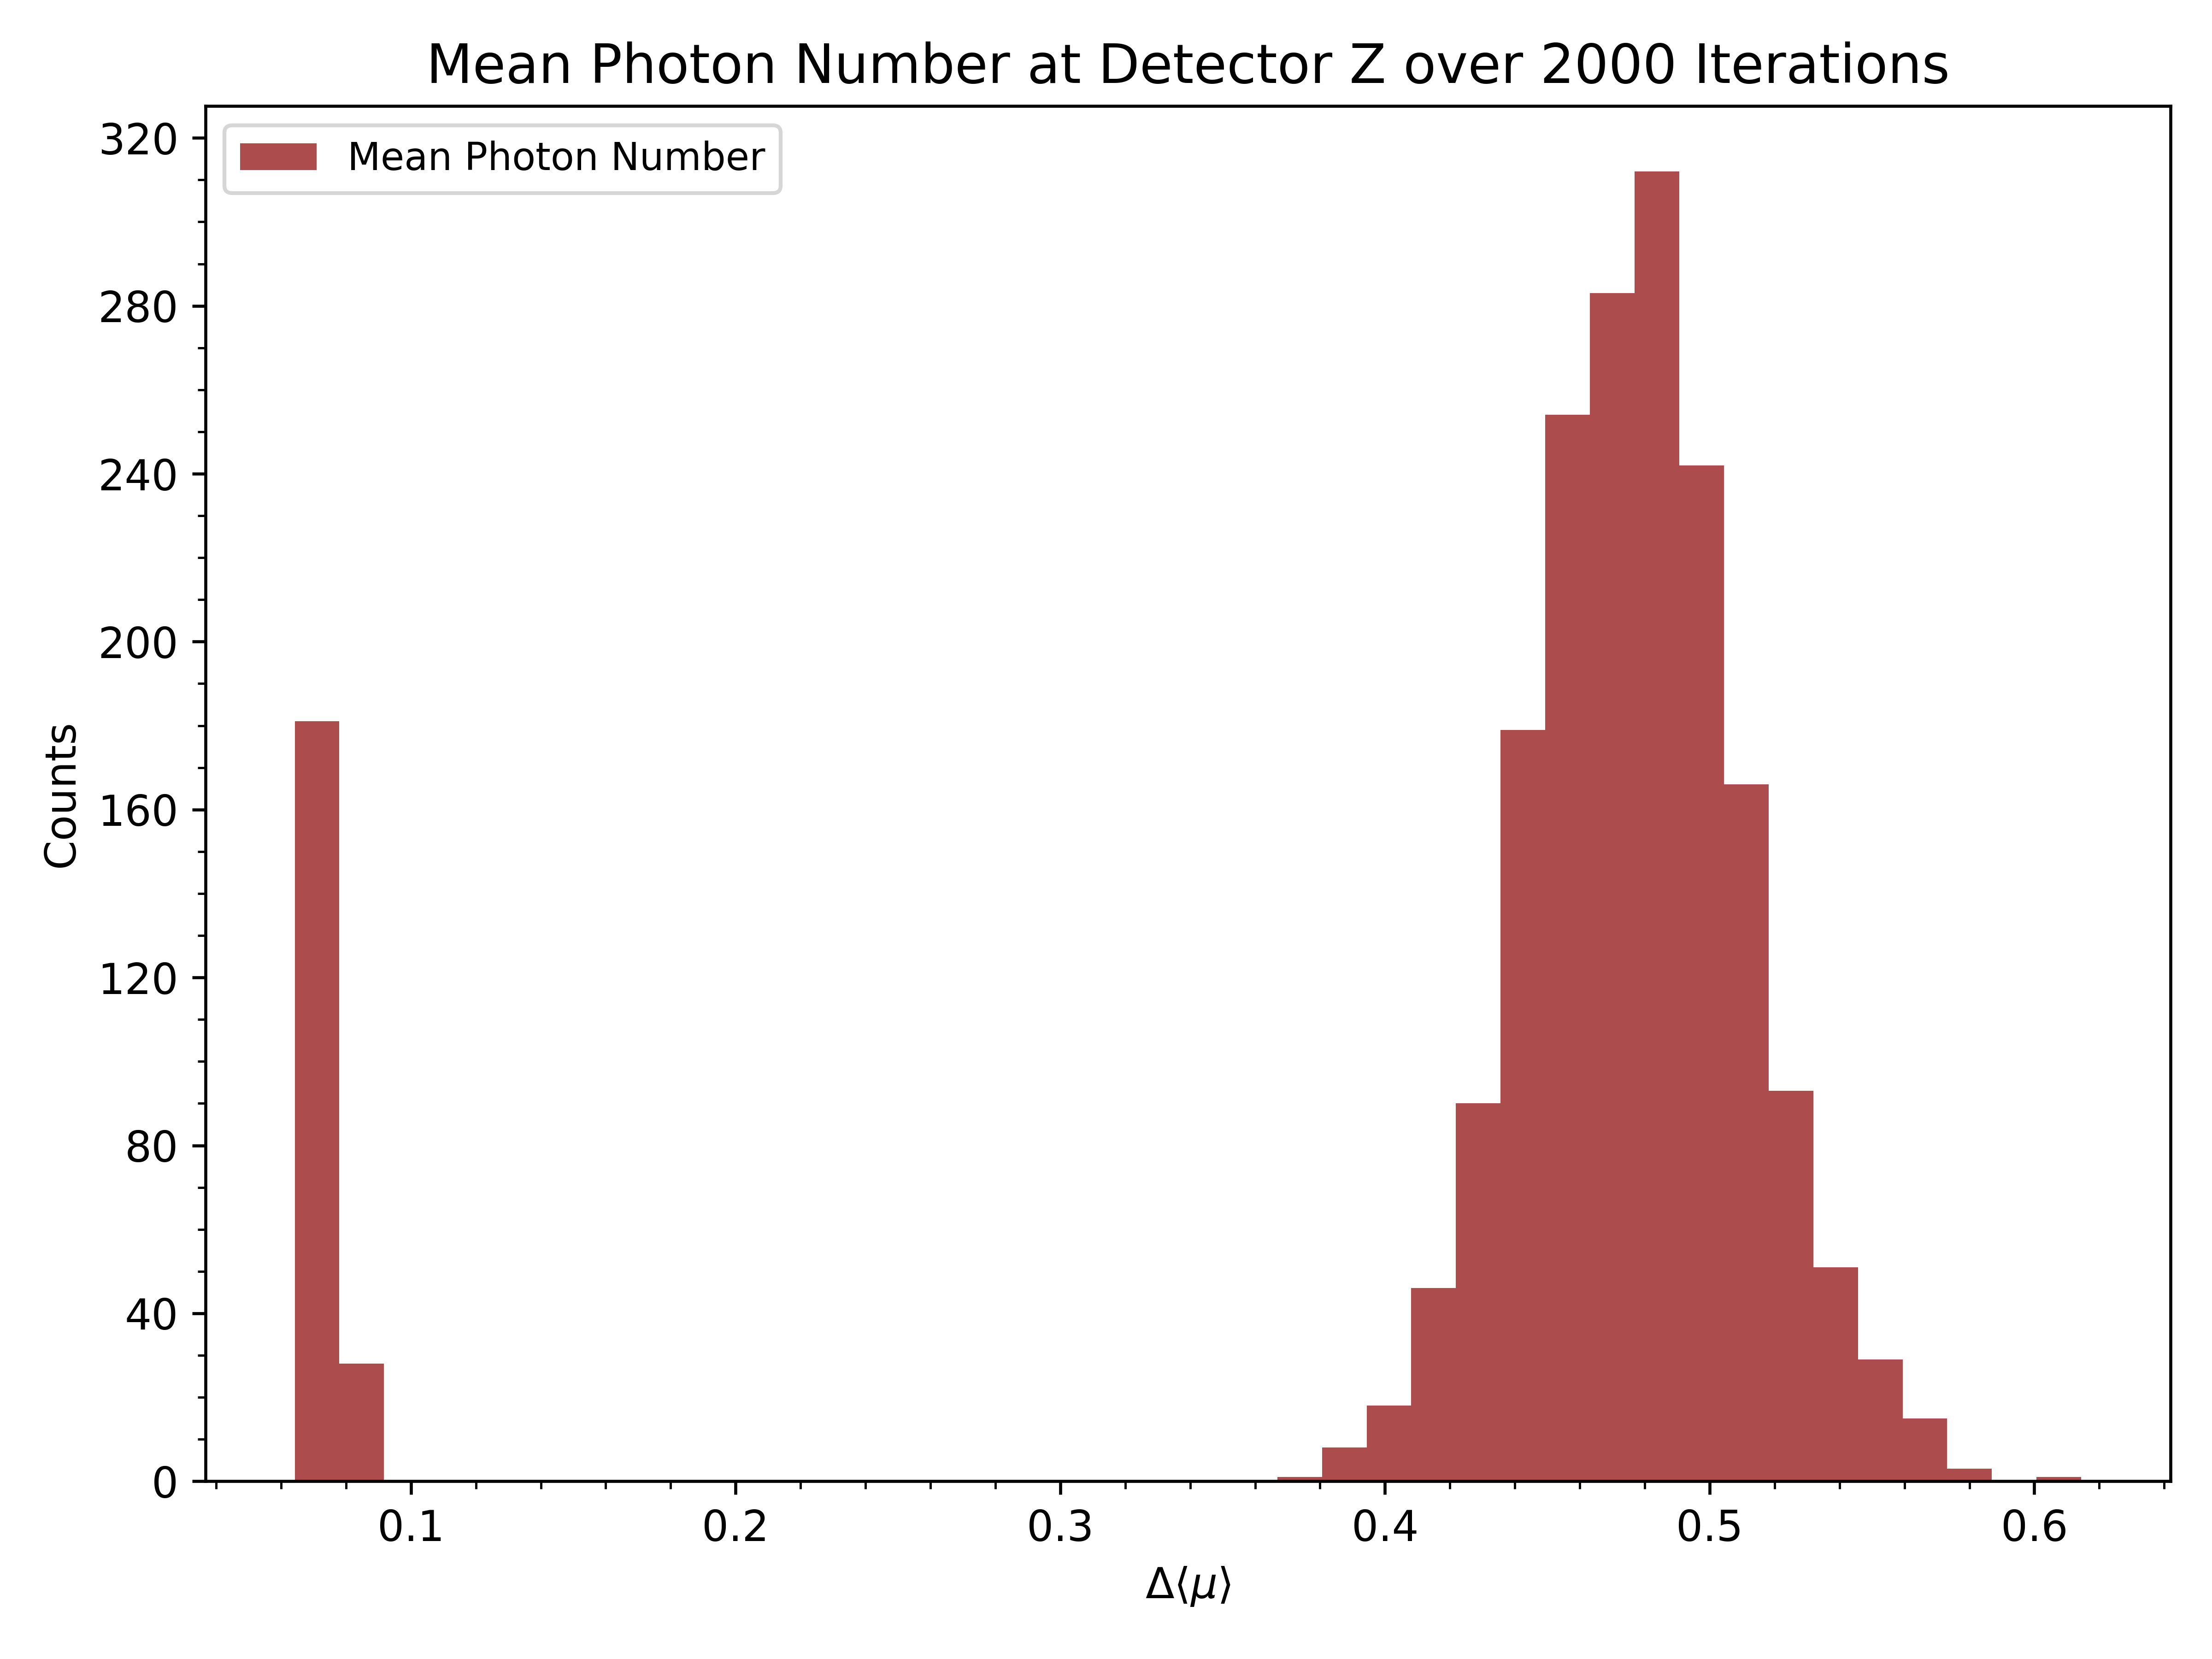 Mean Photon Number at Detector Z over 2000 Iterations
Mean Photon Number
Counts
320
280
240
200
160
120
80
40
0
0.1 0.2 0.3 0.4 0.5 0.6
Δ⟨μ⟩